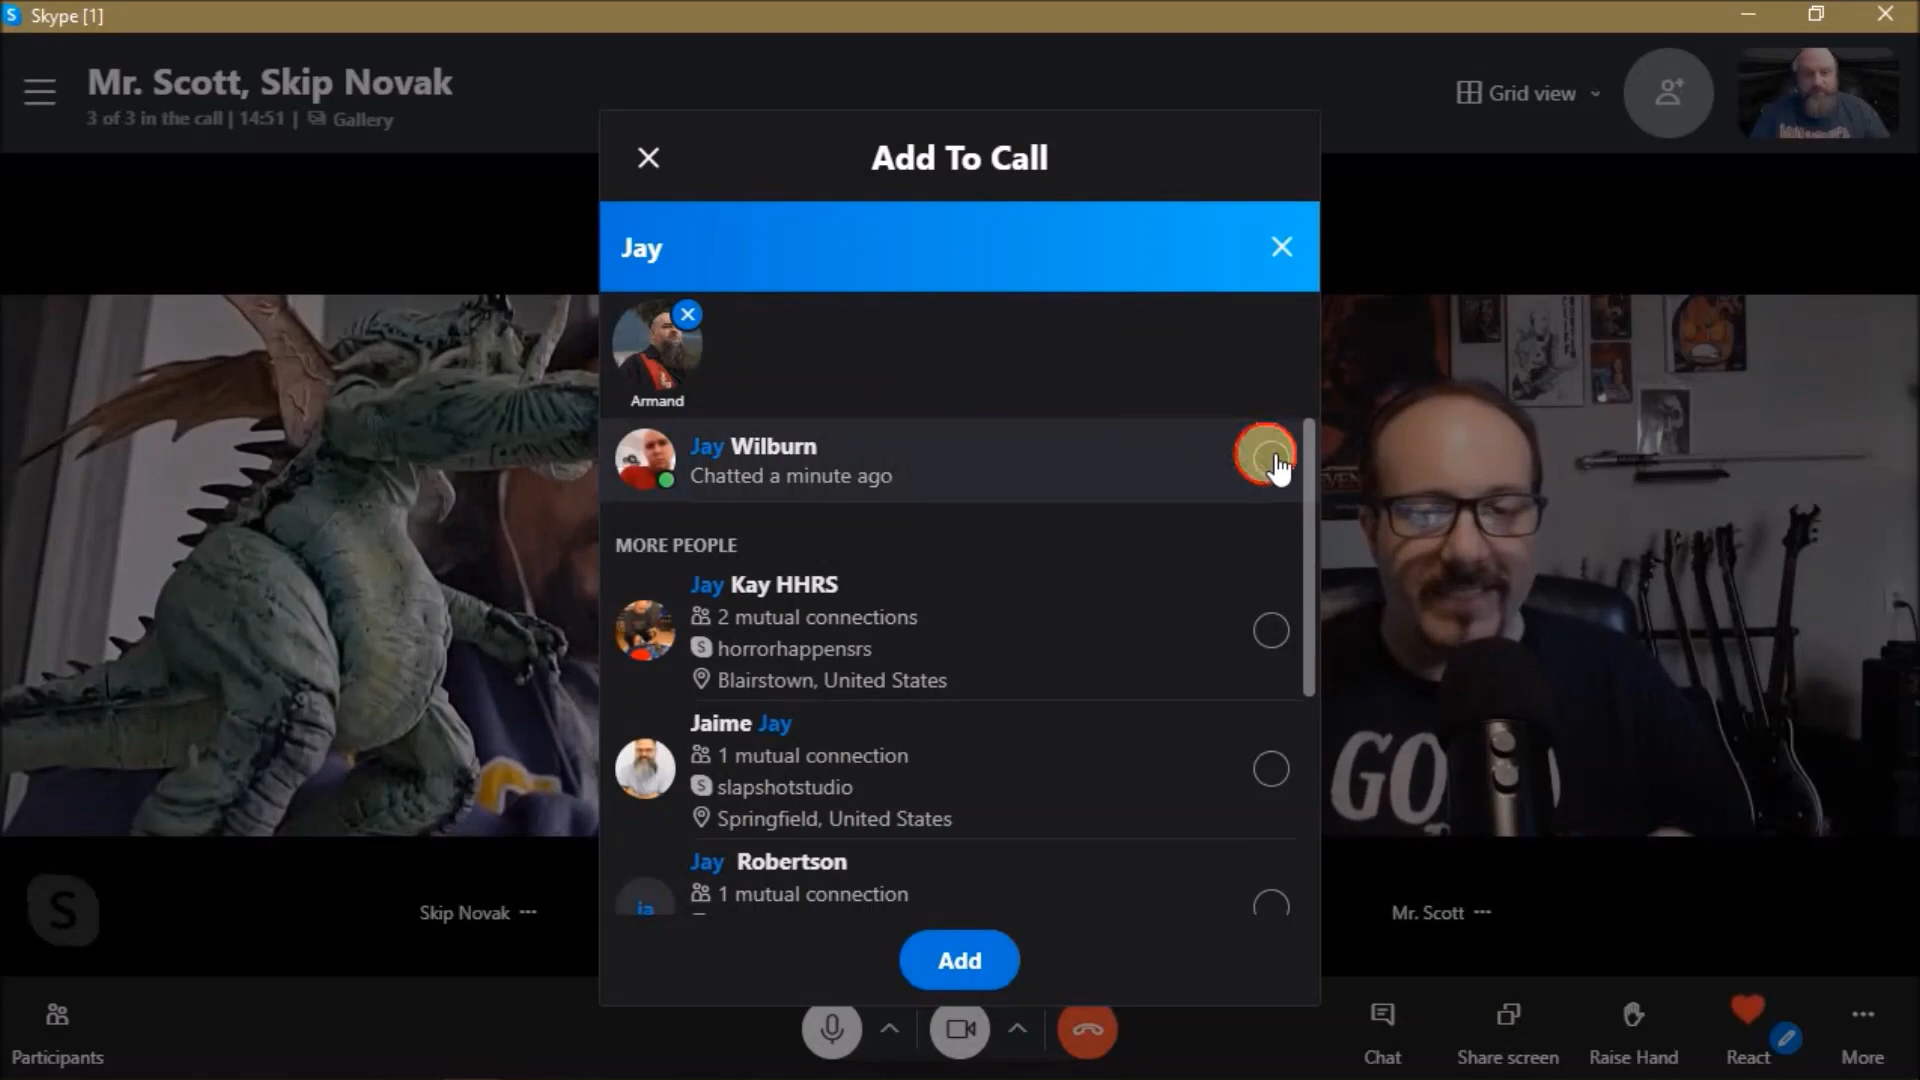 Skype [1]
Mr. Scott, Skip Novak
3 of 3 in the call | 14:51 | Gallery
Grid view
Add To Call
Jay
Armand
Jay Wilburn
Chatted a minute ago
MORE PEOPLE
Jay Kay HHRS
2 mutual connections
horrorhappensrs
Blairstown, United States
Jaime Jay
1 mutual connection
slapshotstudio
Springfield, United States
Jay Robertson
1 mutual connection
Add
Skip Novak
Mr. Scott
GO
Participants
Chat
Share screen
Raise Hand
React
More